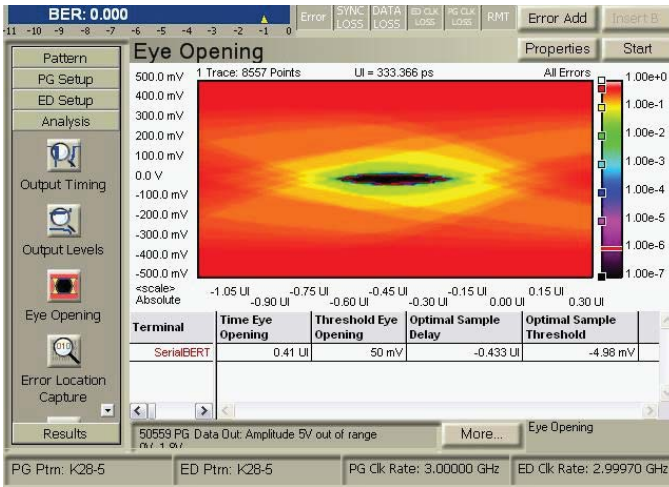 BER: 0.000
-11 -10 -9 -8 -7 -6 -5 -4 -3 -2 -1 0
Error
SYNC LOSS
DATA LOSS
ED CLK LOSS
PG CLK LOSS
RMT
Error Add
Insert B
Eye Opening
Properties
Start
Pattern
PG Setup
ED Setup
Analysis
Output Timing
Output Levels
Eye Opening
010
Error Location
Capture
Results
1 Trace: 8557 Points
UI = 333.366 ps
All Errors
500.0 mV
400.0 mV
300.0 mV
200.0 mV
100.0 mV
0.0 V
-100.0 mV
-200.0 mV
-300.0 mV
-400.0 mV
-500.0 mV
1.00e+0
1.00e-1
1.00e-2
1.00e-3
1.00e-4
1.00e-5
1.00e-6
1.00e-7
<scale>
Absolute
-1.05 UI -0.75 UI -0.45 UI -0.15 UI 0.15 UI
-0.90 UI -0.60 UI -0.30 UI 0.00 UI 0.30 UI
Terminal
Time Eye Opening
Threshold Eye Opening
Optimal Sample Delay
Optimal Sample Threshold
SerialBERT 0.41 UI 50 mV -0.433 UI -4.98 mV
50559 PG Data Out: Amplitude 5V out of range
More...
Eye Opening
PG Ptrn: K28-5
ED Ptrn: K28-5
PG Clk Rate: 3.00000 GHz
ED Clk Rate: 2.99970 GHz